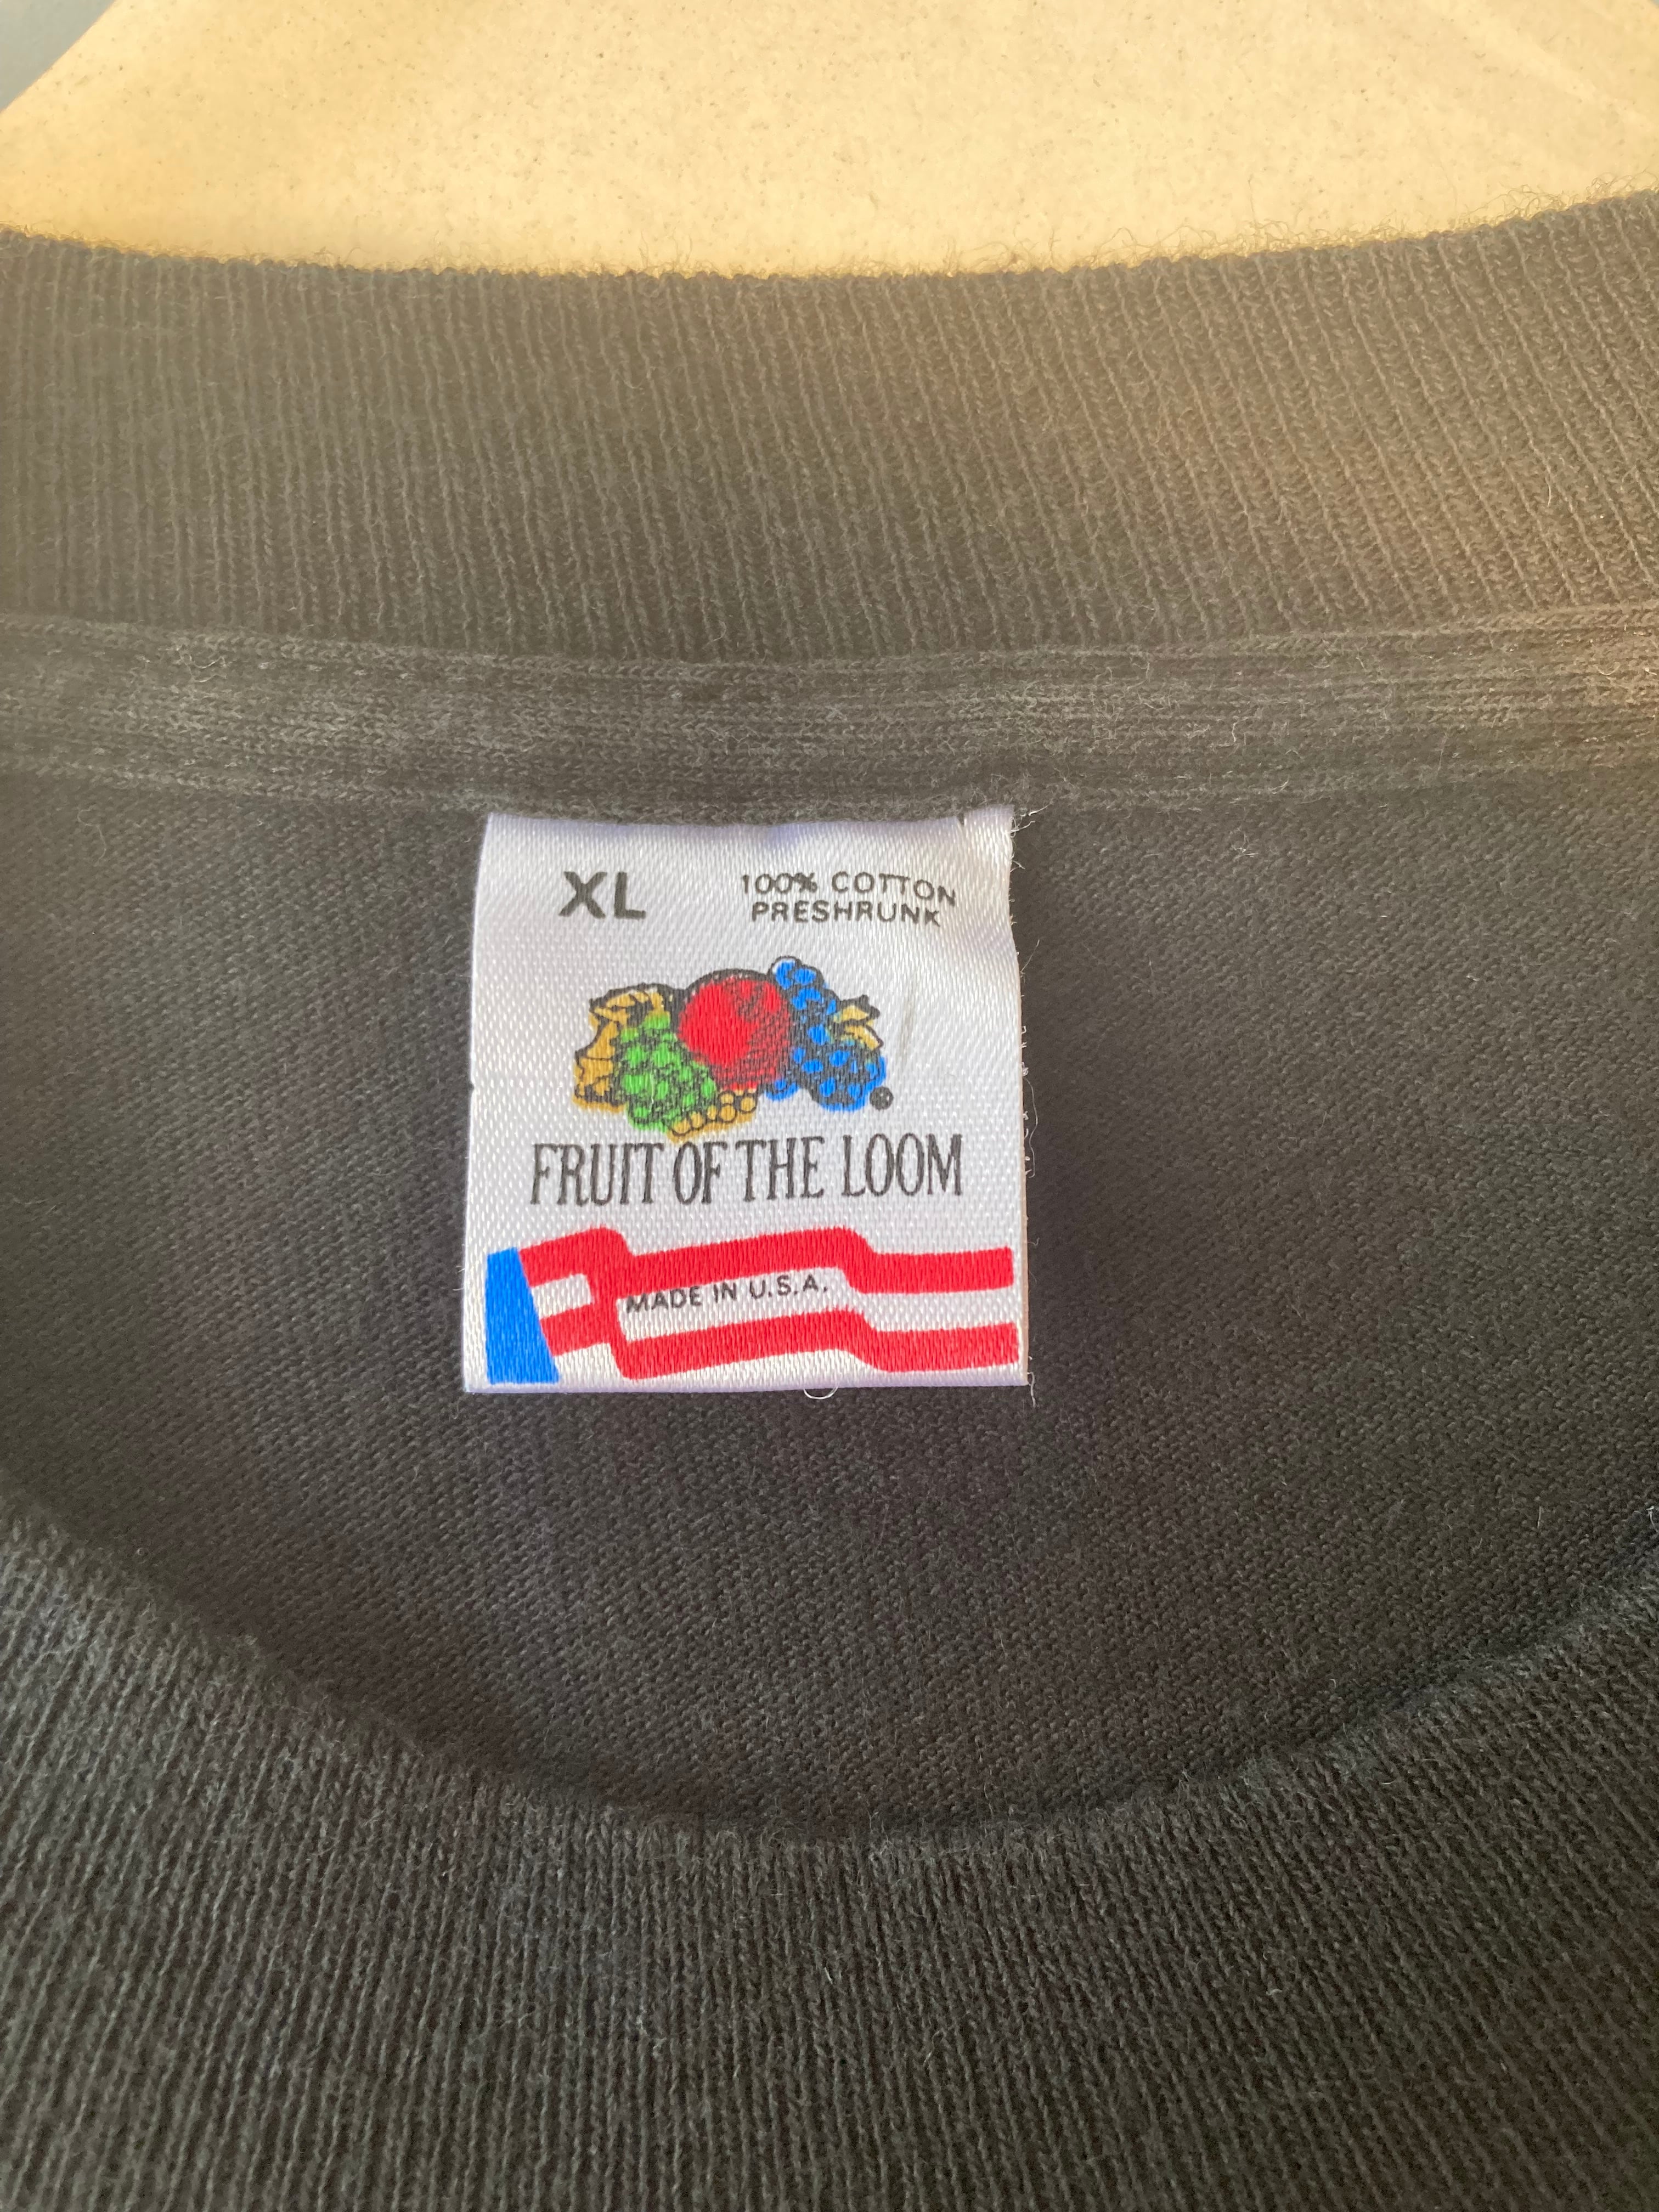 XL
100% COTTON
PRESHRUNK
®
FRUIT OF THE LOOM
MADE IN U.S.A.